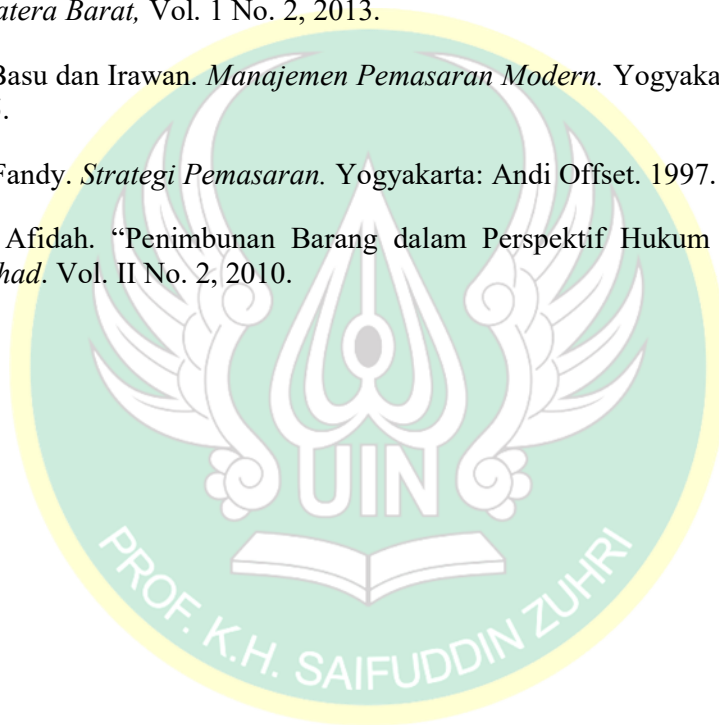 atera Barat, Vol. 1 No. 2, 2013.
Basu dan Irawan. Manajemen Pemasaran Modern. Yogyaka
.
Fandy. Strategi Pemasaran. Yogyakarta: Andi Offset. 1997.
Afidah. “Penimbunan Barang dalam Perspektif Hukum
had. Vol. II No. 2, 2010.
UIN
PROF. K.H. SAIFUDDIN ZUHRI